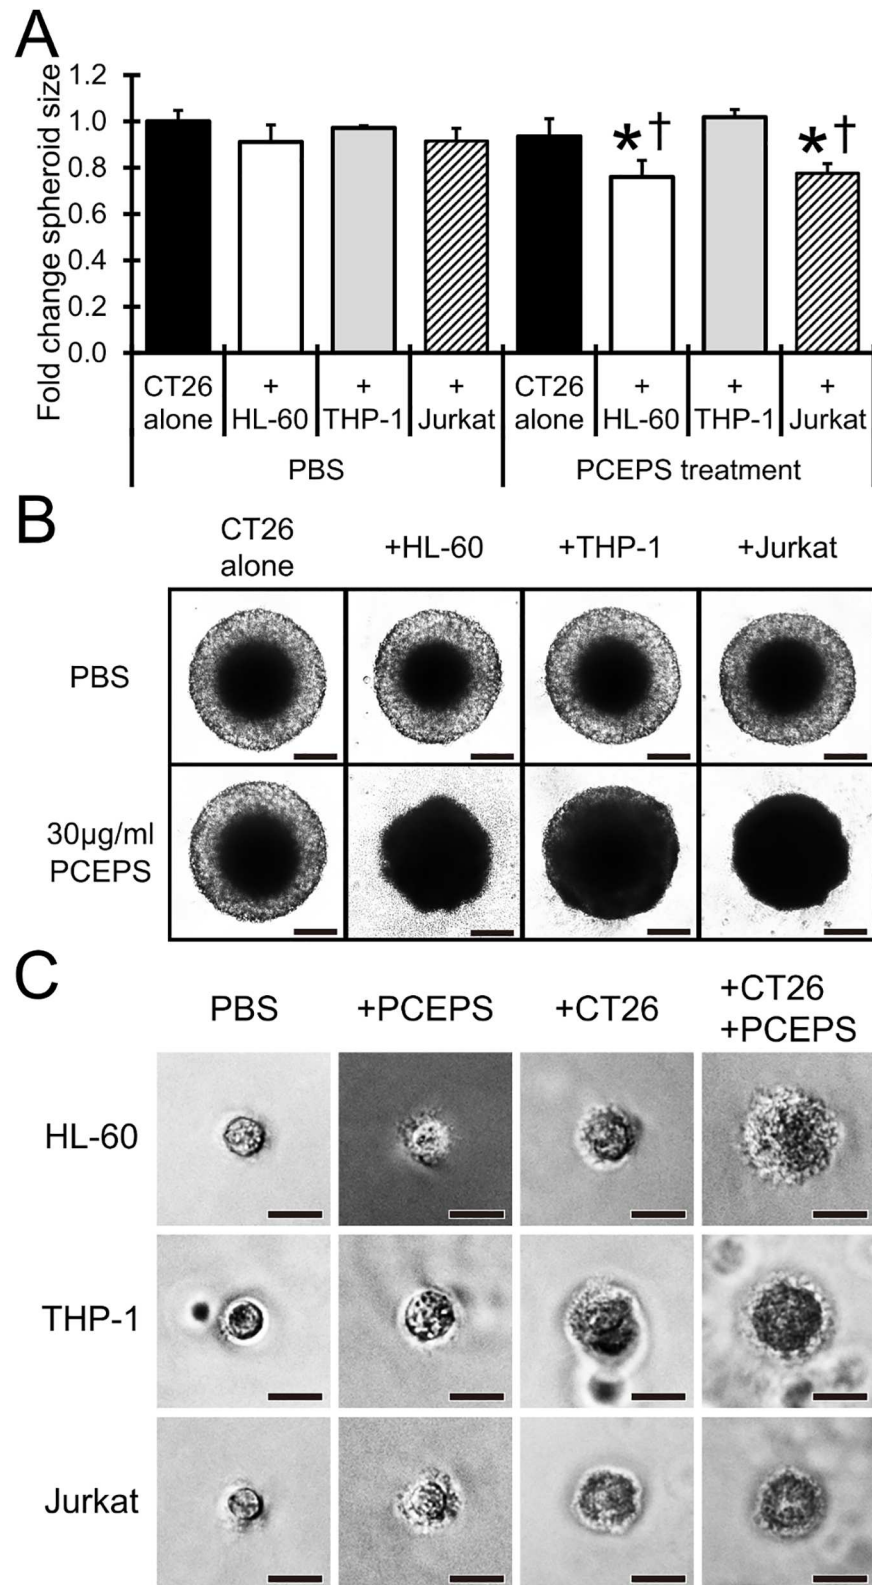 A
Fold change spheroid size
1.2
1.0
0.8
0.6
0.4
0.2
0.0
*† *†
CT26 alone
+ HL-60
+ THP-1
+ Jurkat
CT26 alone
+ HL-60
+ THP-1
+ Jurkat
PBS
PCEPS treatment
B
CT26 alone
+HL-60
+THP-1
+Jurkat
PBS
30µg/ml
PCEPS
C
PBS
+PCEPS
+CT26
+CT26
+PCEPS
HL-60
THP-1
Jurkat